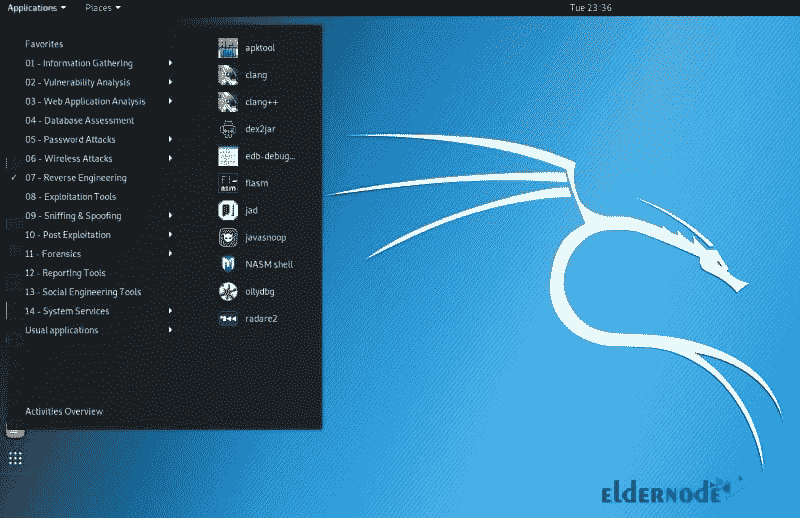 Applications Places Tue 23:36
Favorites
01 - Information Gathering
02 - Vulnerability Analysis
03 - Web Application Analysis
04 - Database Assessment
05 - Password Attacks
06 - Wireless Attacks
07 - Reverse Engineering
08 - Exploitation Tools
09 - Sniffing & Spoofing
10 - Post Exploitation
11 - Forensics
12 - Reporting Tools
13 - Social Engineering Tools
14 - System Services
Usual applications
Activities Overview
apktool
clang
clang++
dex2jar
edb-debug...
flasm
jad
javasnoop
NASM shell
ollydbg
radare2
ELDERNODE